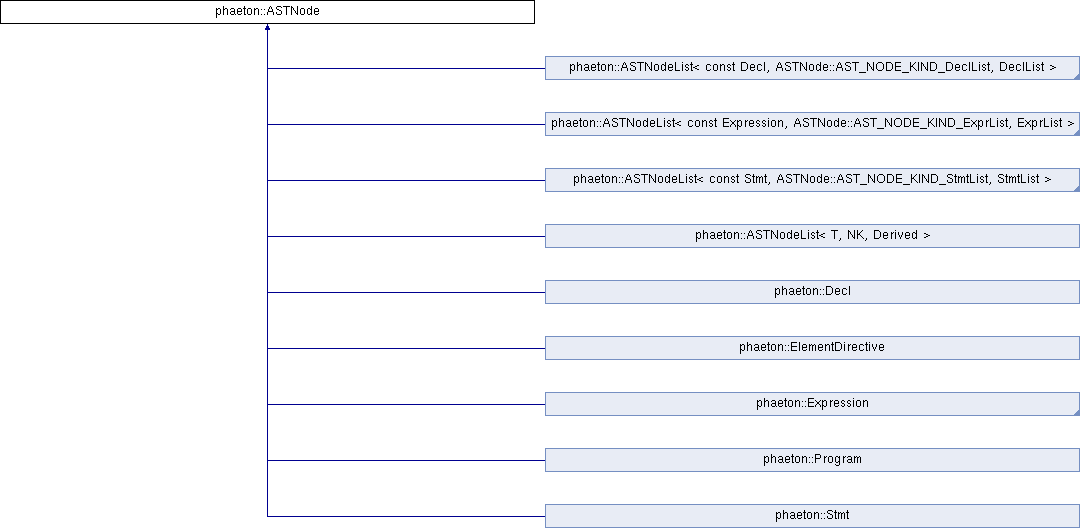 phaeton::ASTNode
phaeton::ASTNodeList< const Decl, ASTNode::AST_NODE_KIND_DeclList, DeclList >
phaeton::ASTNodeList< const Expression, ASTNode::AST_NODE_KIND_ExprList, ExprList >
phaeton::ASTNodeList< const Stmt, ASTNode::AST_NODE_KIND_StmtList, StmtList >
phaeton::ASTNodeList< T, NK, Derived >
phaeton::Decl
phaeton::ElementDirective
phaeton::Expression
phaeton::Program
phaeton::Stmt